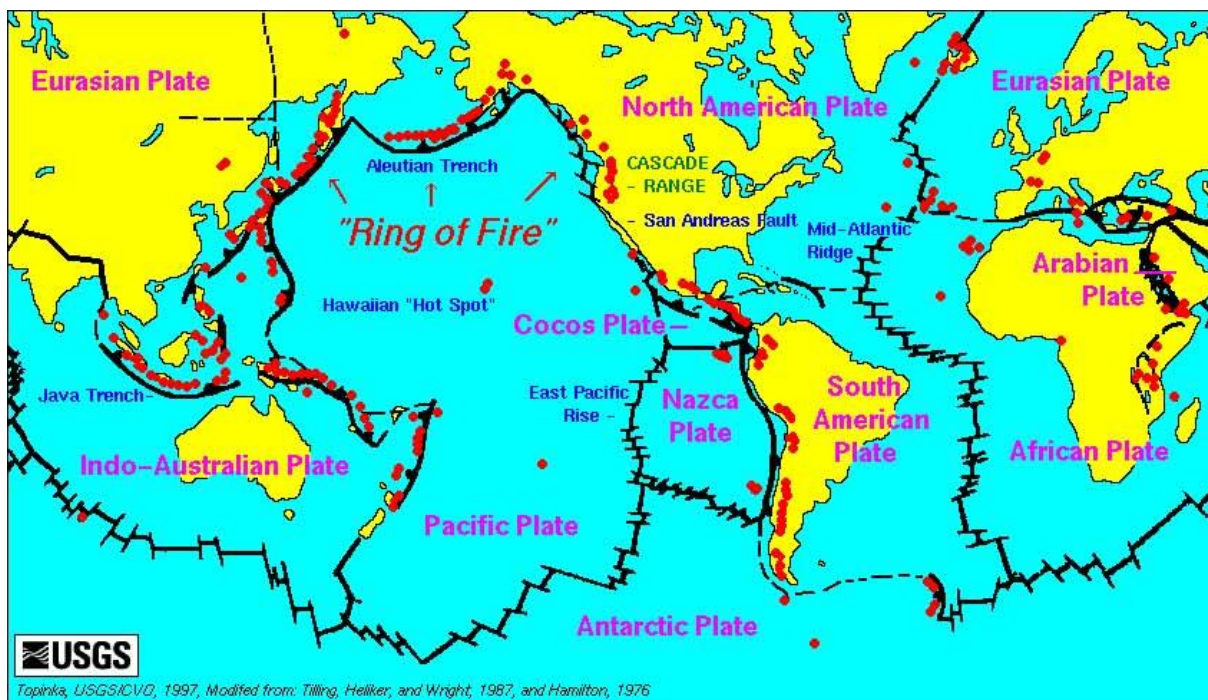 Eurasian Plate
Eurasian Plate
North American Plate
Aleutian Trench
CASCADE
- RANGE
"Ring of Fire"
- San Andreas Fault
Mid-Atlantic
Ridge
Arabian
Plate
Hawaiian "Hot Spot"
Cocos Plate
Java Trench-
East Pacific
Rise -
Nazca
Plate
South
American
Plate
Indo-Australian Plate
African Plate
Pacific Plate
Antarctic Plate
USGS
Topinka, USGS/CVO, 1997, Modifed from: Tilling, Heliker, and Wright, 1987, and Hamilton, 1976